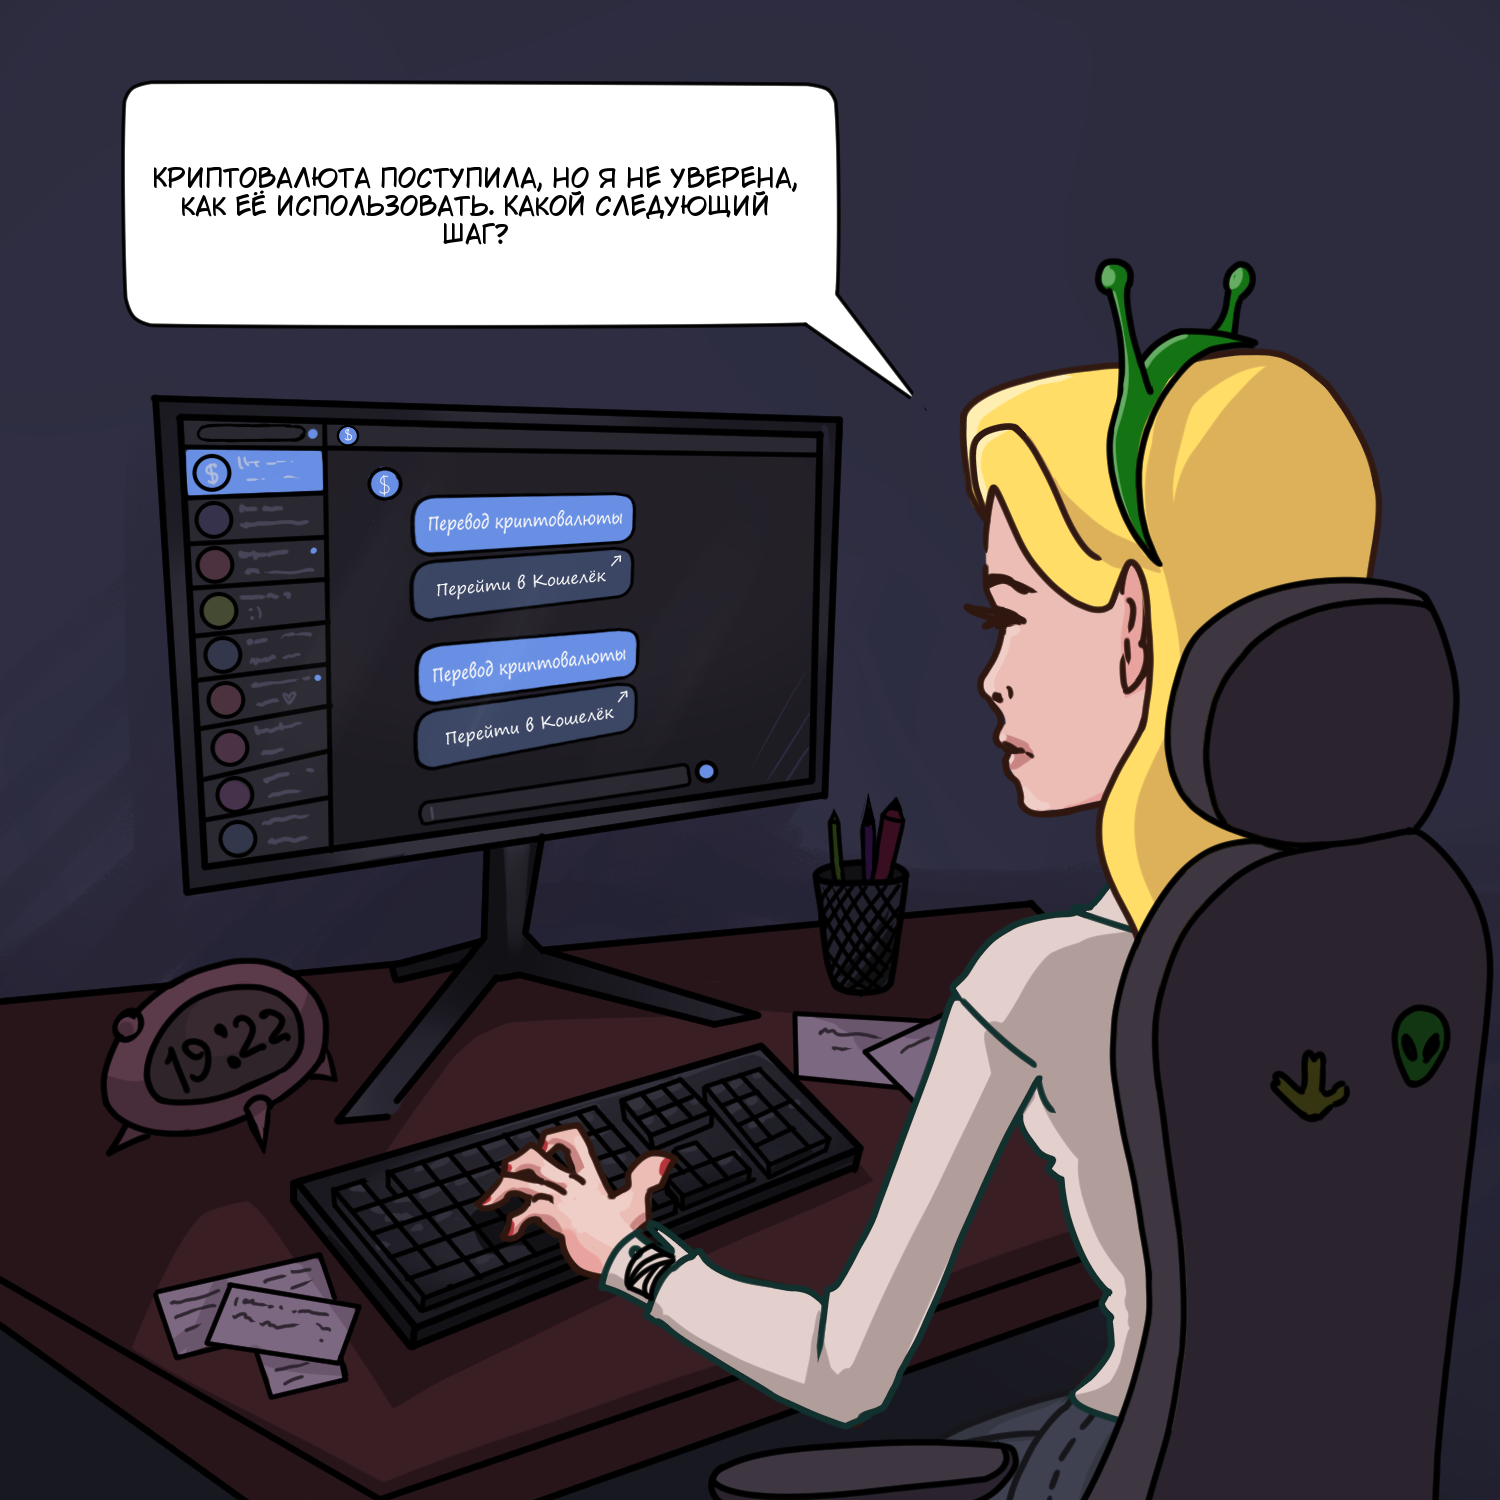 КРИПТОВАЛЮТА ПОСТУПИЛА, НО Я НЕ УВЕРЕНА,
КАК ЕЁ ИСПОЛЬЗОВАТЬ. КАКОЙ СЛЕДУЮЩИЙ
ШАГ?
$
$
$
Перевод криптовалюты
Перейти в Кошелёк
:)
Перевод криптовалюты
Перейти в Кошелёк
19:22